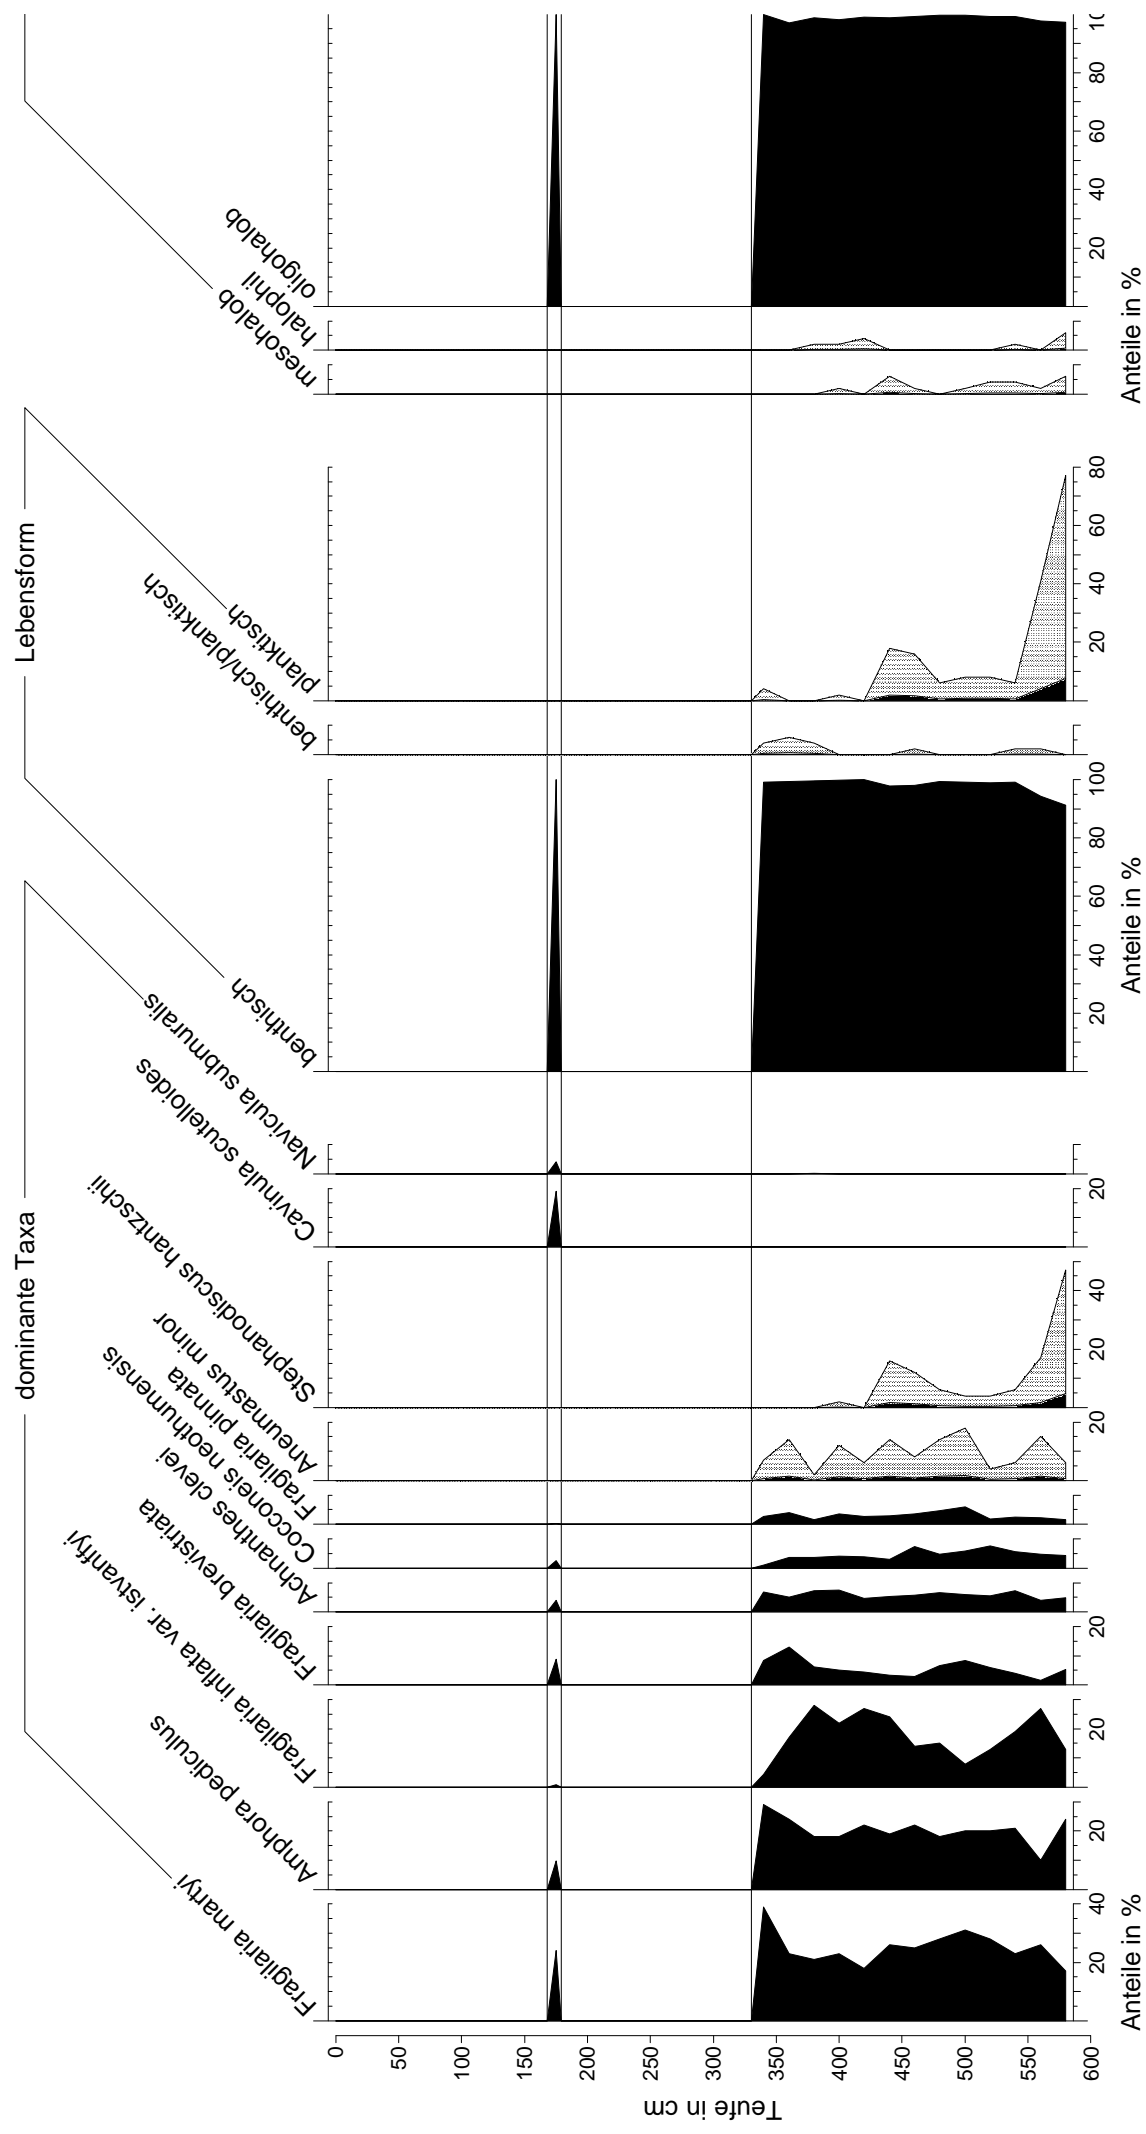 dominante Taxa
Lebensform
Fragilaria martyi
Amphora pediculus
Fragilaria inflata var. istvanffyi
Fragilaria brevistriata
Achnanthes clevei
Cocconeis neothumensis
Fragilaria pinnata
Aneumastus minor
Stephanodiscus hantzschii
Cavinula scutelloides
Navicula submuralis
benthisch
benthisch/planktisch
planktisch
mesohalob
halophil
oligohalob
Teufe in cm
0
50
100
150
200
250
300
350
400
450
500
550
600
20 40
20
20
20
20
20 40
20
20 40 60 80 100
20 40 60 80
20 40 60 80
Anteile in %
Anteile in %
Anteile in %